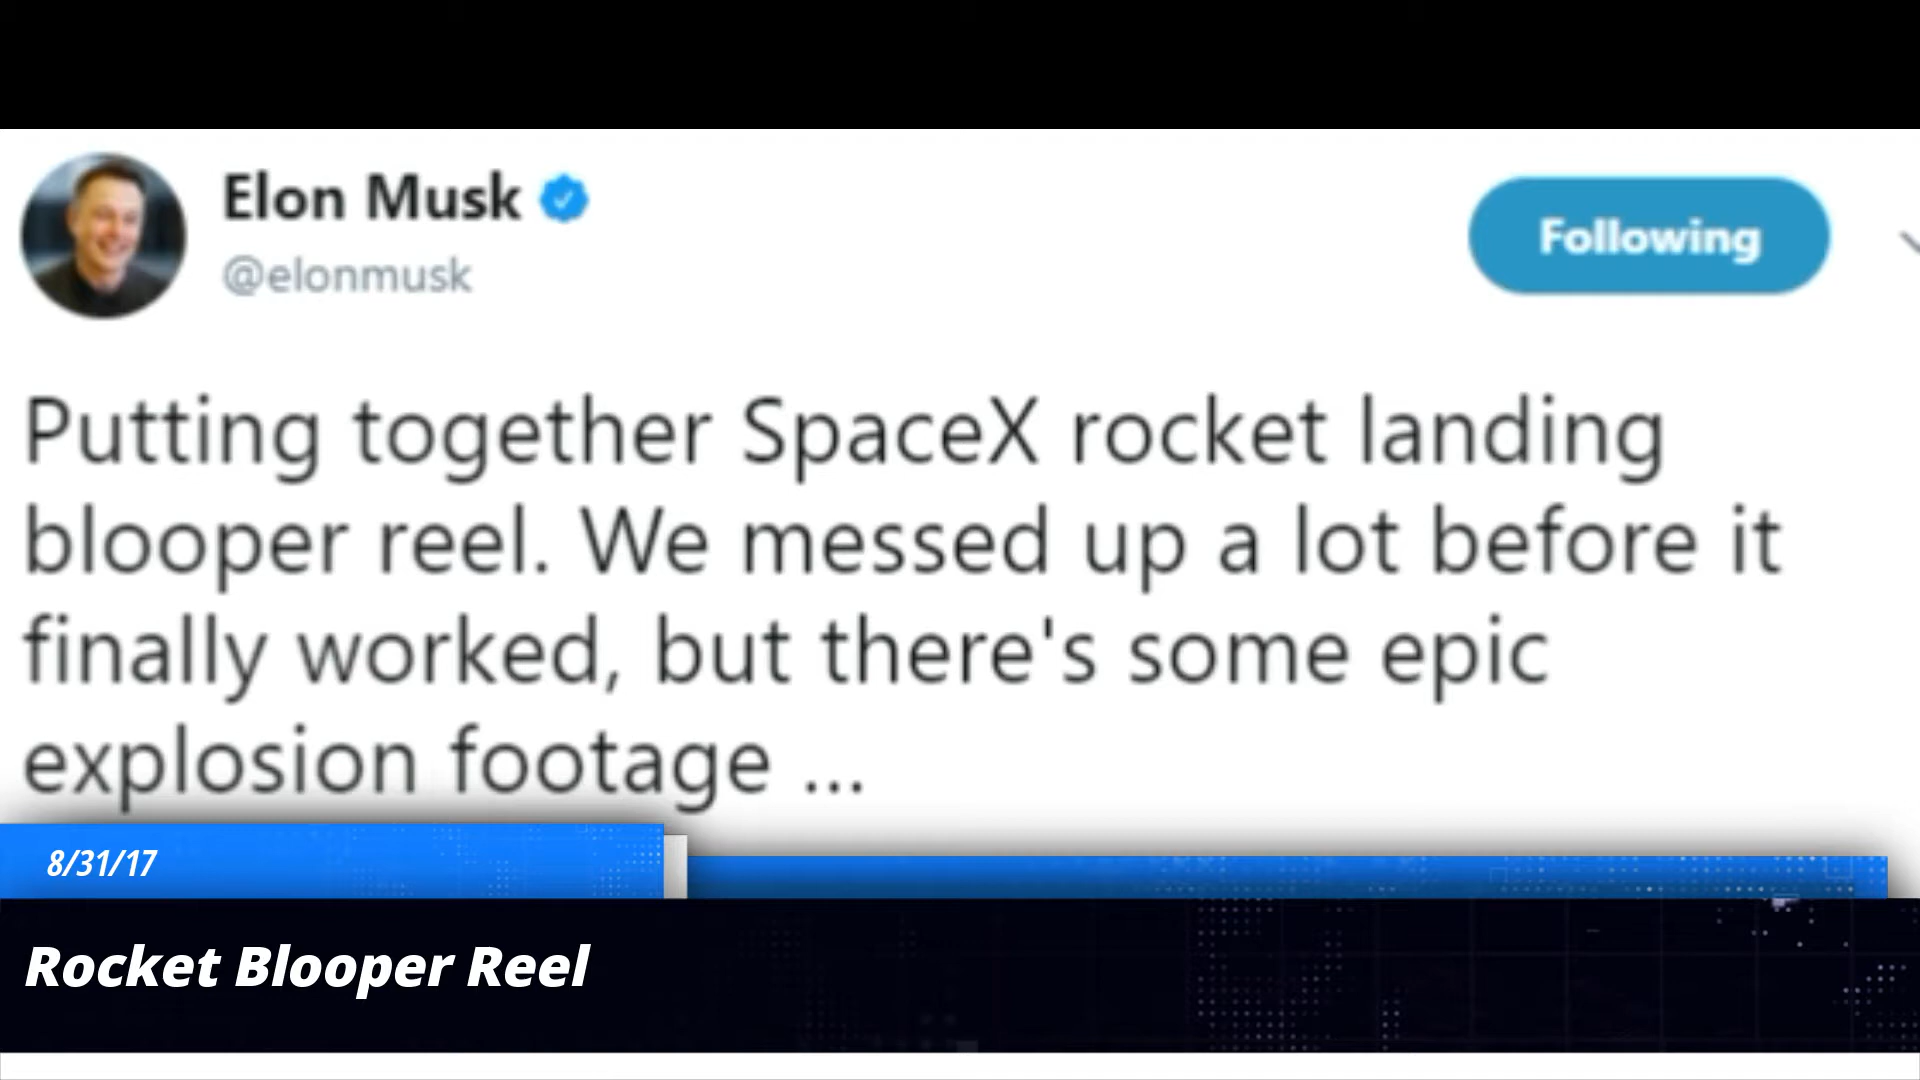 Elon Musk
@elonmusk
Following
Putting together SpaceX rocket landing
blooper reel. We messed up a lot before it
finally worked, but there's some epic
explosion footage ...
8/31/17
Rocket Blooper Reel